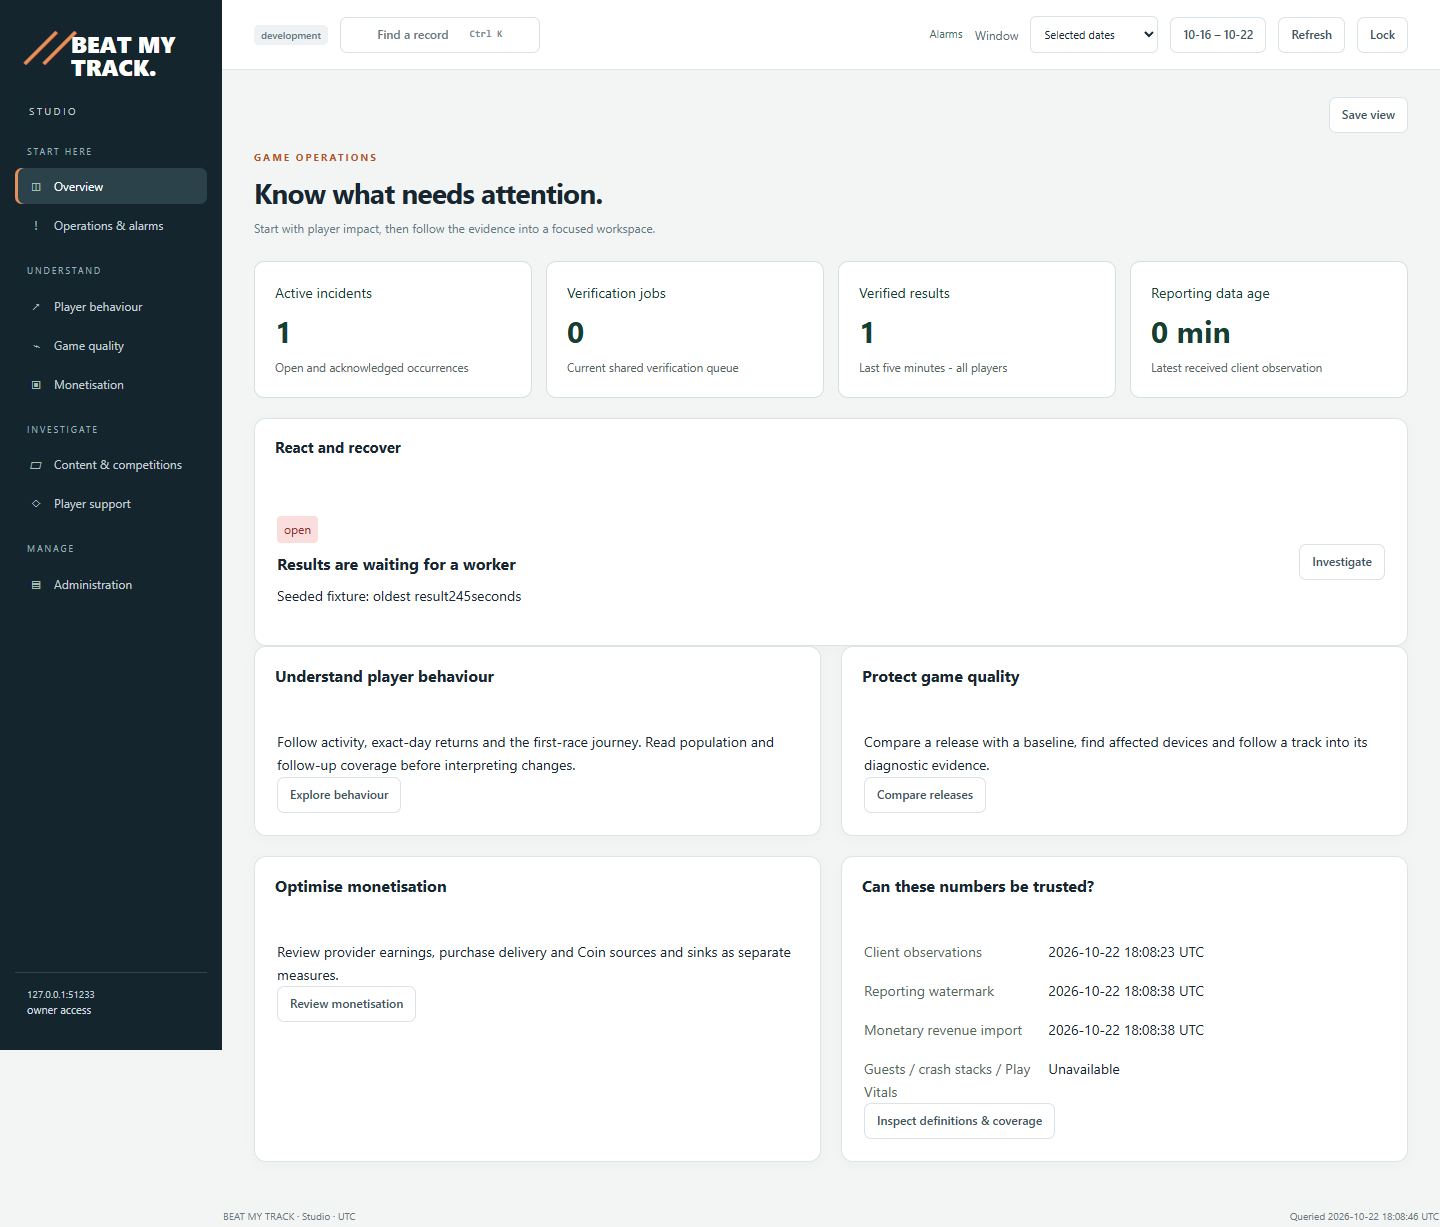 BEAT MY
TRACK.
STUDIO
START HERE
Overview
! Operations & alarms
UNDERSTAND
Player behaviour
Game quality
Monetisation
INVESTIGATE
Content & competitions
Player support
MANAGE
Administration
127.0.0.1:51233
owner access
development
Find a record Ctrl K
Alarms Window Selected dates 10-16 – 10-22 Refresh Lock
Save view
GAME OPERATIONS
Know what needs attention.
Start with player impact, then follow the evidence into a focused workspace.
Active incidents
1
Open and acknowledged occurrences
Verification jobs
0
Current shared verification queue
Verified results
1
Last five minutes - all players
Reporting data age
0 min
Latest received client observation
React and recover
open
Results are waiting for a worker
Seeded fixture: oldest result245seconds
Investigate
Understand player behaviour
Follow activity, exact-day returns and the first-race journey. Read population and
follow-up coverage before interpreting changes.
Explore behaviour
Protect game quality
Compare a release with a baseline, find affected devices and follow a track into its
diagnostic evidence.
Compare releases
Optimise monetisation
Review provider earnings, purchase delivery and Coin sources and sinks as separate
measures.
Review monetisation
Can these numbers be trusted?
Client observations 2026-10-22 18:08:23 UTC
Reporting watermark 2026-10-22 18:08:38 UTC
Monetary revenue import 2026-10-22 18:08:38 UTC
Guests / crash stacks / Play Unavailable
Vitals
Inspect definitions & coverage
BEAT MY TRACK · Studio · UTC
Queried 2026-10-22 18:08:46 UTC